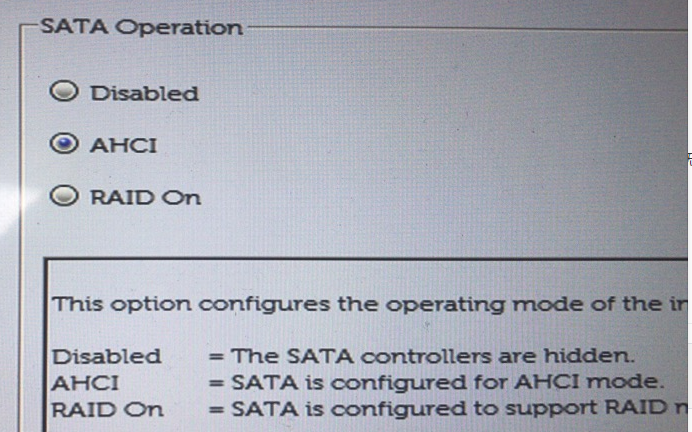 SATA Operation
Disabled
AHCI
RAID On
This option configures the operating mode of the
Disabled = The SATA controllers are hidden.
AHCI = SATA is configured for AHCI mode.
RAID On = SATA is configured to support RAID